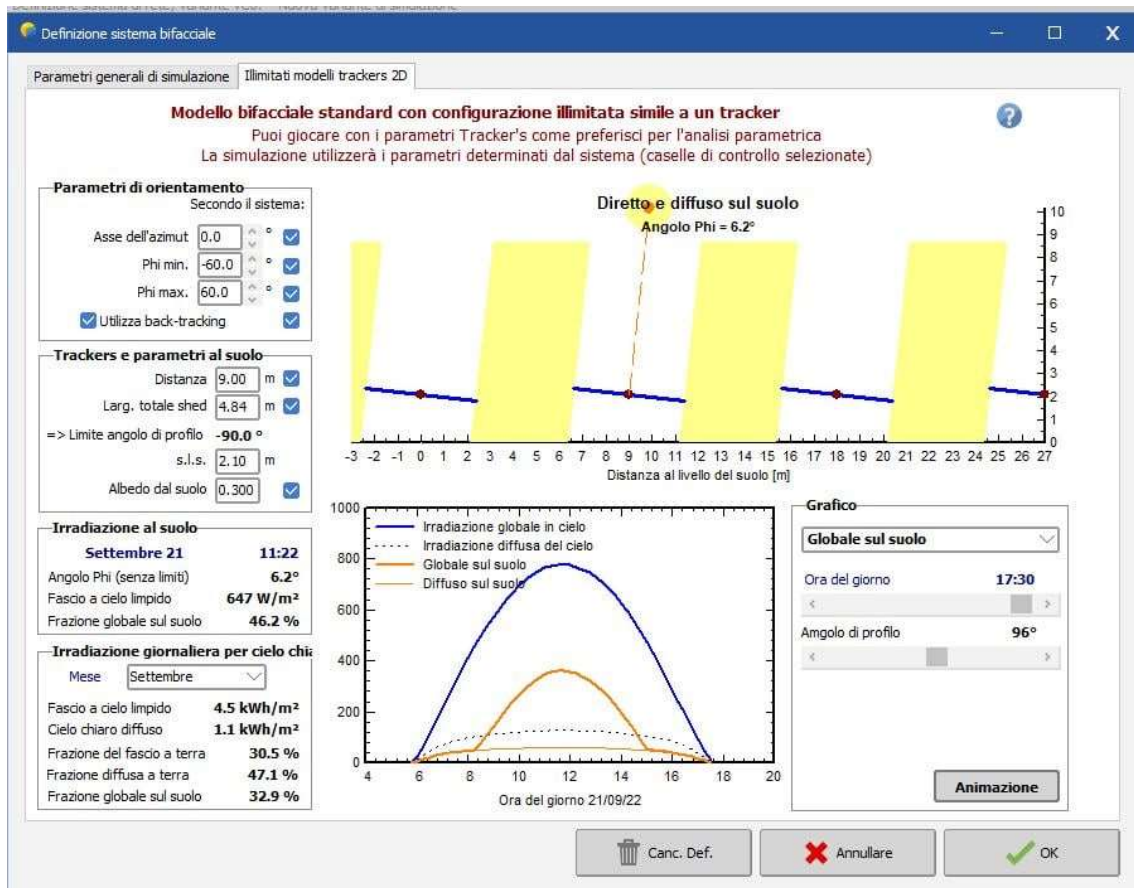 Definizione sistema bifacciale
Parametri generali di simulazione
Illimitati modelli trackers 2D
Modello bifacciale standard con configurazione illimitata simile a un tracker
Puoi giocare con i parametri Tracker's come preferisci per l'analisi parametrica
La simulazione utilizzerà i parametri determinati dal sistema (caselle di controllo selezionate)
Parametri di orientamento
Secondo il sistema:
Asse dell'azimut 0.0 °
Phi min. -60.0 °
Phi max. 60.0 °
Utilizza back-tracking
Trackers e parametri al suolo
Distanza 9.00 m
Larg. totale shed 4.84 m
=> Limite angolo di profilo -90.0 °
s.l.s. 2.10 m
Albedo dal suolo 0.300
Irradiazione al suolo
Settembre 21 11:22
Angolo Phi (senza limiti) 6.2°
Fascio a cielo limpido 647 W/m²
Frazione globale sul suolo 46.2 %
Irradiazione giornaliera per cielo chia
Mese Settembre
Fascio a cielo limpido 4.5 kWh/m²
Cielo chiaro diffuso 1.1 kWh/m²
Frazione del fascio a terra 30.5 %
Frazione diffusa a terra 47.1 %
Frazione globale sul suolo 32.9 %
Diretto e diffuso sul suolo
Angolo Phi = 6.2°
10
9
8
7
6
5
4
3
2
1
0
-3 -2 -1 0 1 2 3 4 5 6 7 8 9 10 11 12 13 14 15 16 17 18 19 20 21 22 23 24 25 26 27
Distanza al livello del suolo [m]
1000
800
600
400
200
0
Irradiazione globale in cielo
Irradiazione diffusa del cielo
Globale sul suolo
Diffuso sul suolo
4 6 8 10 12 14 16 18 20
Ora del giorno 21/09/22
Grafico
Globale sul suolo
Ora del giorno 17:30
Amgolo di profilo 96°
Animazione
Canc. Def.
Annullare
OK